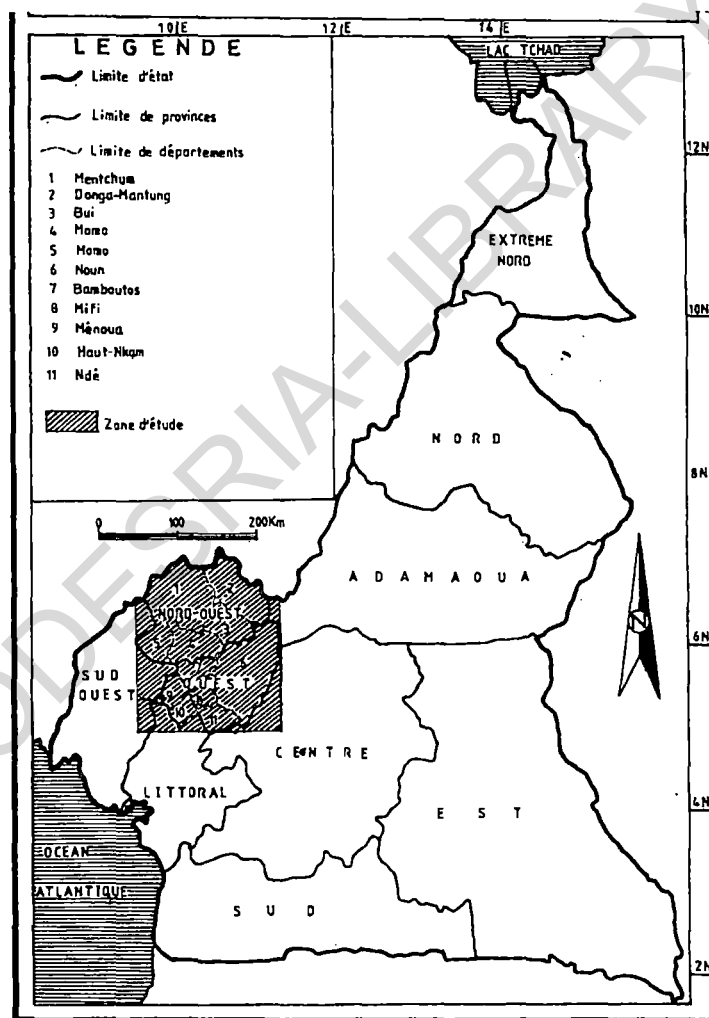 10°E 12°E 14°E
LEGENDE
Limite d'état
Limite de provinces
Limite de départements
1 Mentchum
2 Donga-Mantung
3 Bui
4 Momo
5 Momo
6 Noun
7 Bamboutos
8 Mifi
9 Ménoua
10 Haut-Nkam
11 Ndé
Zone d'étude
0 100 200Km
LAC TCHAD
12N
EXTREME
NORD
10N
NORD
8N
ADAMAOUA
N
NORD-OUEST
6N
SUD
OUEST
OUEST
CENTRE
LITTORAL
4N
EST
OCEAN
ATLANTIQUE
SUD
2N
CODESRIA-LIBRARY